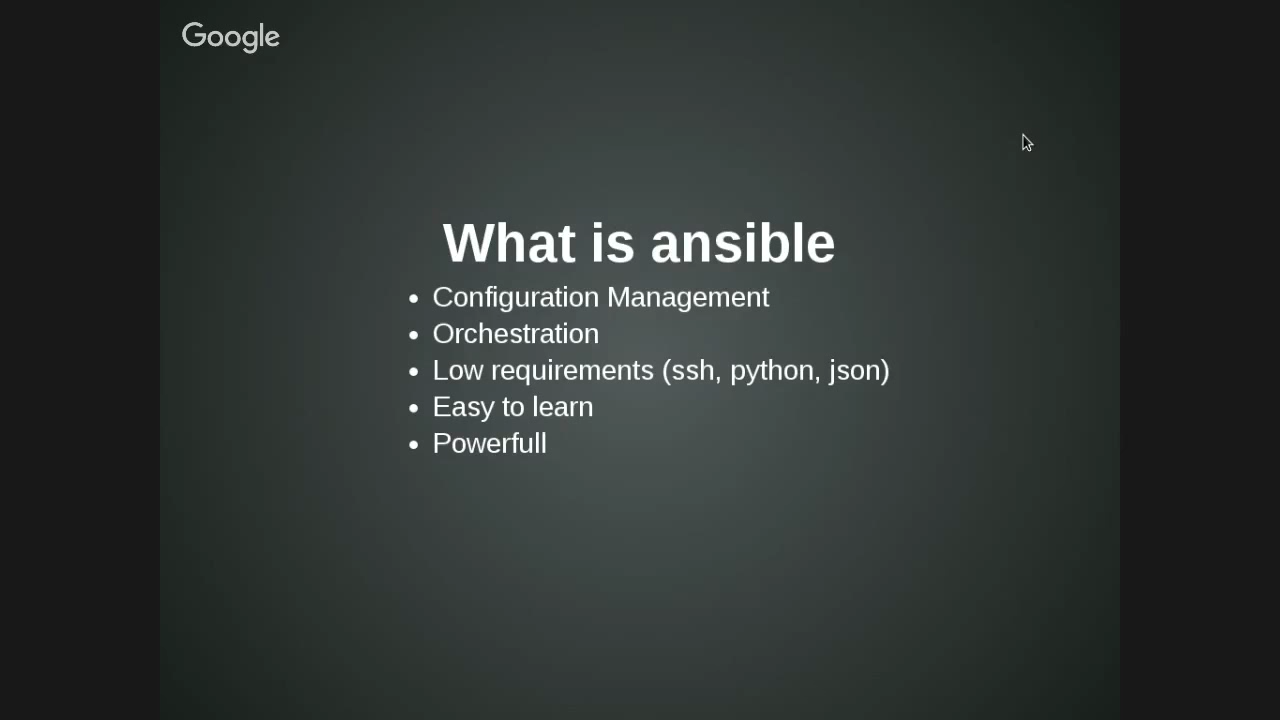 Google
What is ansible
• Configuration Management
• Orchestration
• Low requirements (ssh, python, json)
• Easy to learn
• Powerfull